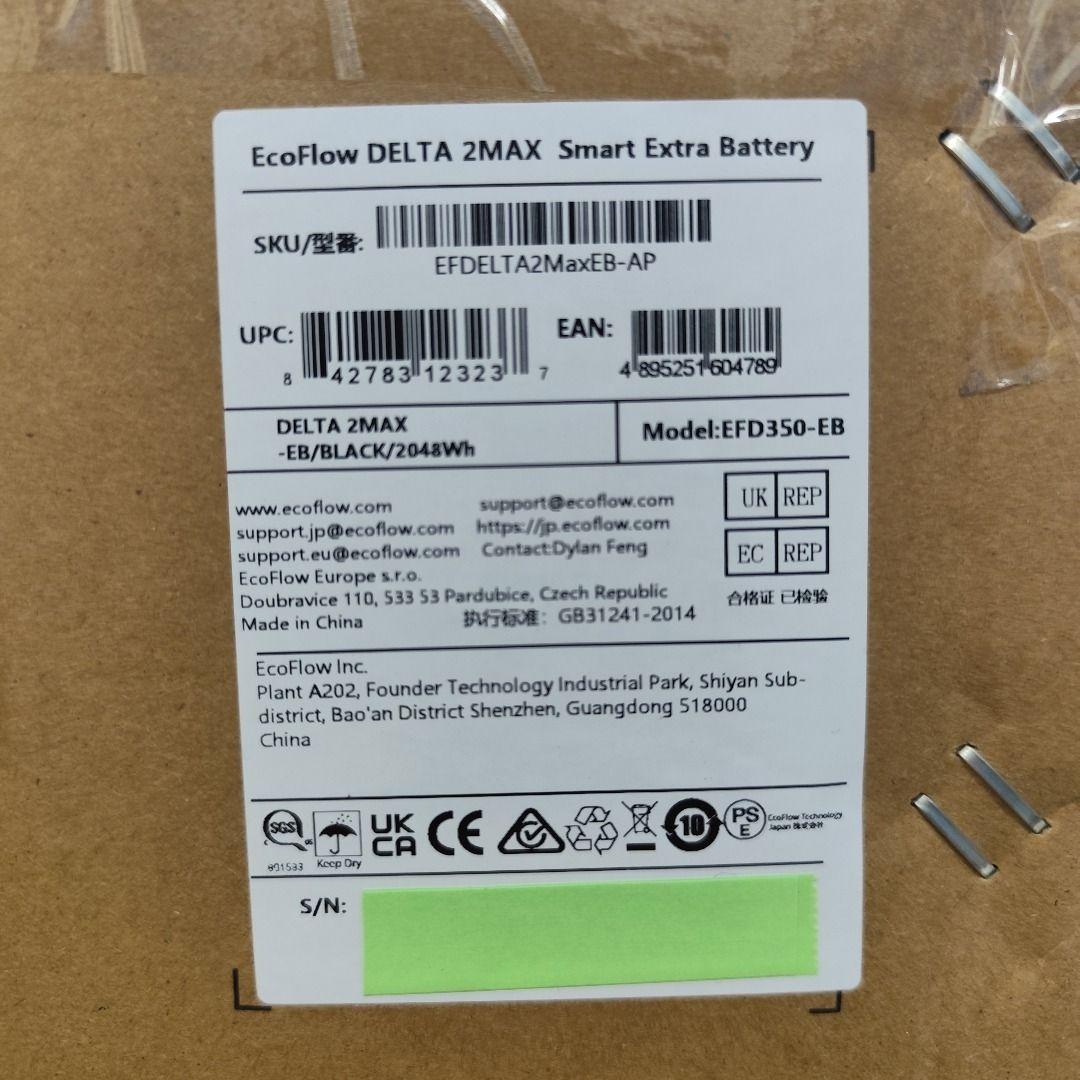 EcoFlow DELTA 2MAX Smart Extra Battery
SKU/型番:
EFDELTA2MaxEB-AP
UPC:
8 42783 12323 7
EAN:
4 895251 604789
DELTA 2MAX
-EB/BLACK/2048Wh
Model:EFD350-EB
www.ecoflow.com support@ecoflow.com
support.jp@ecoflow.com https://jp.ecoflow.com
support.eu@ecoflow.com Contact:Dylan Feng
EcoFlow Europe s.r.o.
Doubravice 110, 533 53 Pardubice, Czech Republic
Made in China 执行标准: GB31241-2014
UK REP
EC REP
合格证 已检验
EcoFlow Inc.
Plant A202, Founder Technology Industrial Park, Shiyan Sub-
district, Bao'an District Shenzhen, Guangdong 518000
China
SGS
Keep Dry
UK
CA
CE
10
PS
E
EcoFlow Technology
Japan 株式会社
S/N: